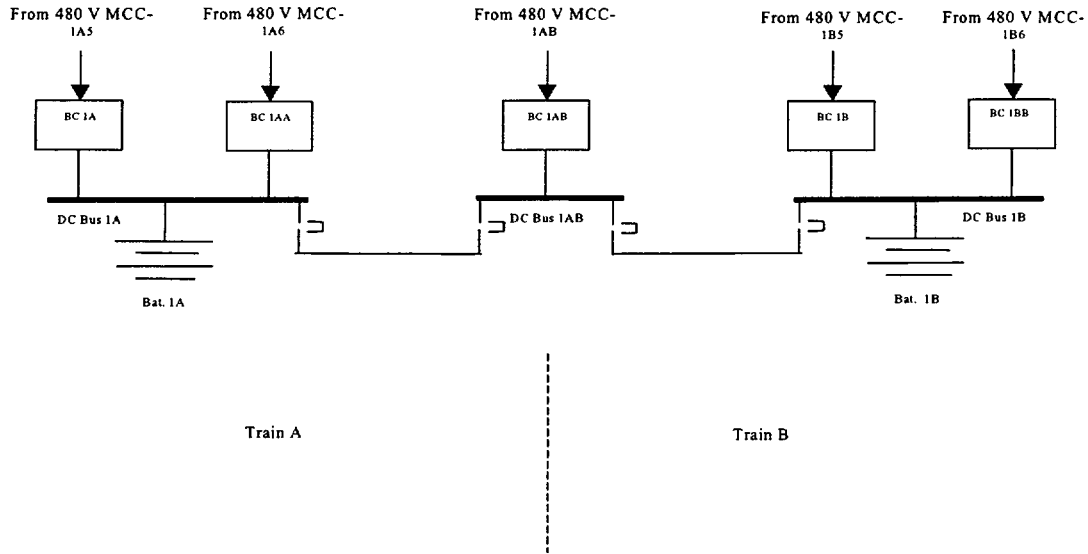 From 480 V MCC-
1A5
From 480 V MCC-
1A6
From 480 V MCC-
1AB
From 480 V MCC-
1B5
From 480 V MCC-
1B6
BC 1A
BC 1AA
BC 1AB
BC 1B
BC 1BB
DC Bus 1A
DC Bus 1AB
DC Bus 1B
Bat. 1A
Bat. 1B
Train A
Train B